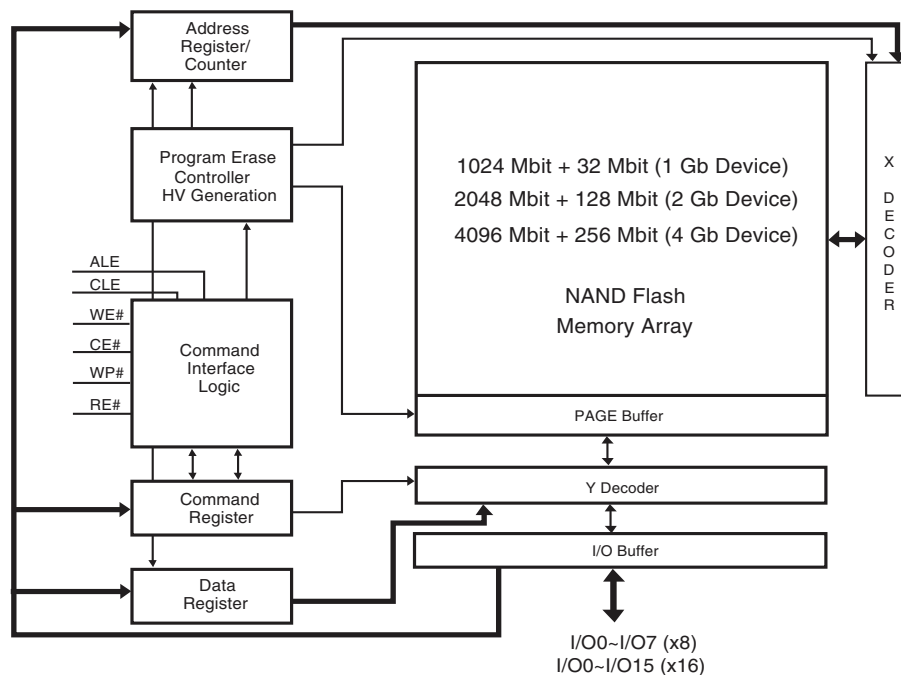 Address
Register/
Counter
Program Erase
Controller
HV Generation
1024 Mbit + 32 Mbit (1 Gb Device)
2048 Mbit + 128 Mbit (2 Gb Device)
4096 Mbit + 256 Mbit (4 Gb Device)
NAND Flash
Memory Array
X
D
E
C
O
D
E
R
ALE
CLE
WE#
CE#
WP#
RE#
Command
Interface
Logic
PAGE Buffer
Command
Register
Y Decoder
I/O Buffer
Data
Register
I/O0~I/O7 (x8)
I/O0~I/O15 (x16)